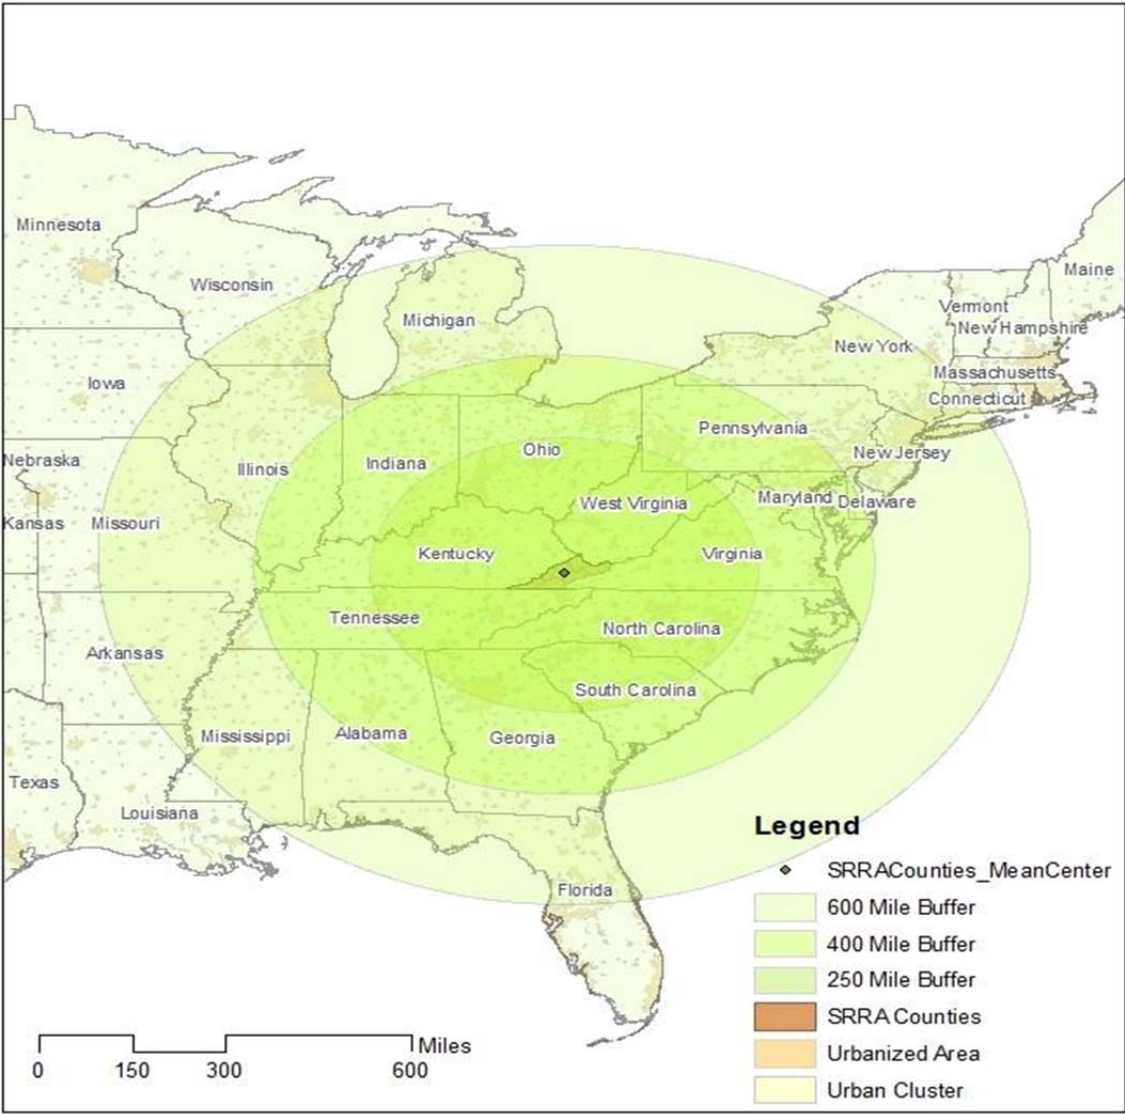 Minnesota
Wisconsin
Michigan
Maine
Vermont
New Hampshire
New York
Massachusetts
Connecticut
Iowa
Nebraska
Illinois
Indiana
Ohio
Pennsylvania
New Jersey
Kansas
Missouri
West Virginia
Maryland
Delaware
Kentucky
Virginia
Tennessee
North Carolina
Arkansas
South Carolina
Mississippi
Alabama
Georgia
Texas
Louisiana
Florida
Legend
SRRACounties_MeanCenter
600 Mile Buffer
400 Mile Buffer
250 Mile Buffer
SRRA Counties
Urbanized Area
Urban Cluster
Miles
0 150 300 600